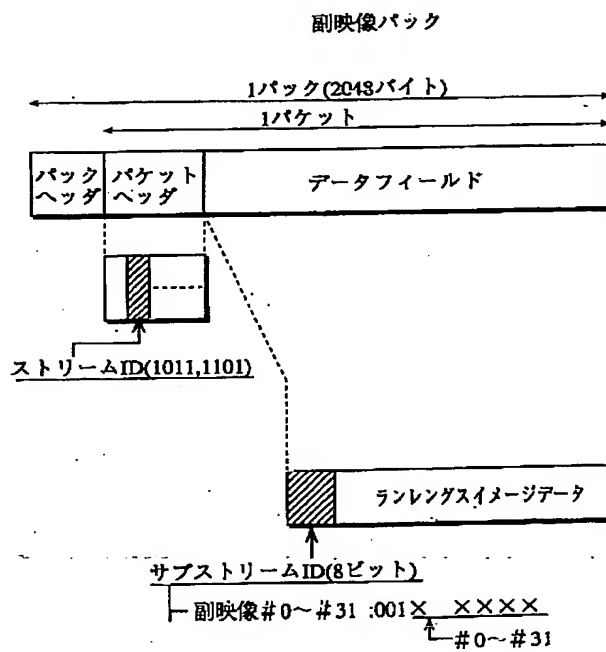 副映像パック
1パック(2048バイト)
1パケット
パック
ヘッダ
パケット
ヘッダ
データフィールド
ストリームID(1011,1101)
ランレングスイメージデータ
サブストリームID(8ビット)
副映像#0〜#31 :001× ××××
#0〜#31